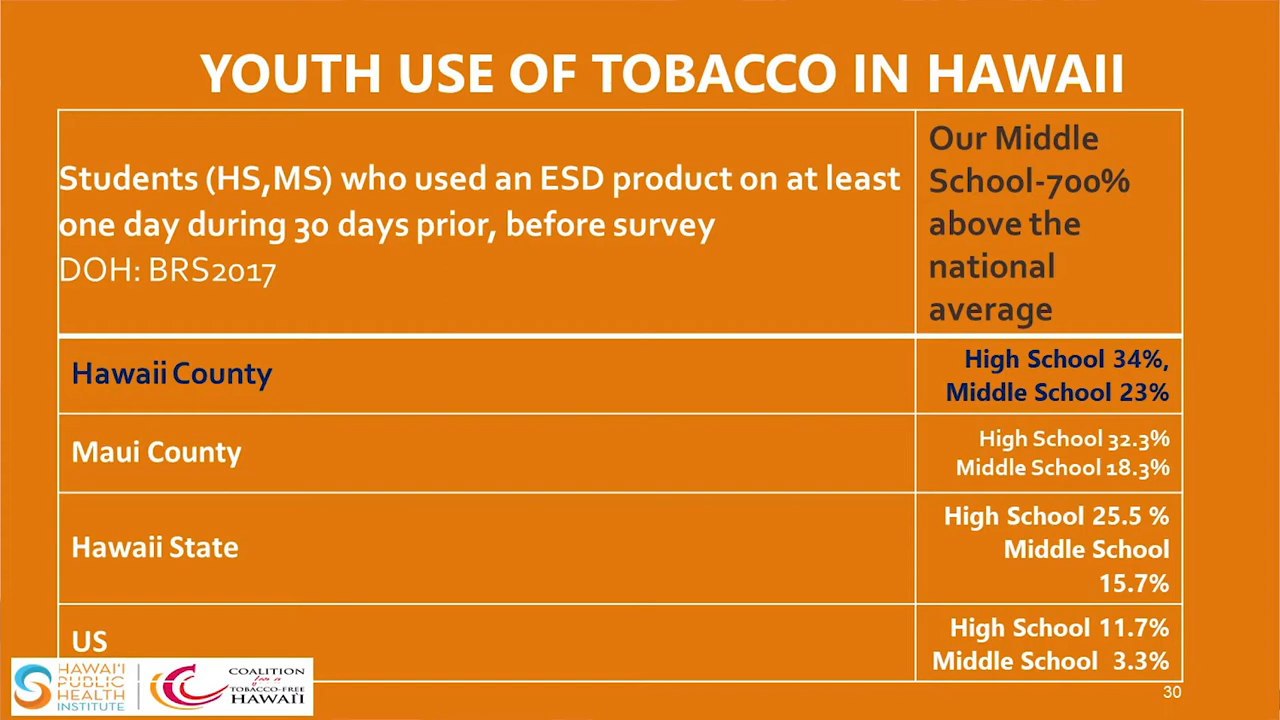 YOUTH USE OF TOBACCO IN HAWAII
Students (HS,MS) who used an ESD product on at least
one day during 30 days prior, before survey
DOH: BRS2017
Our Middle
School-700%
above the
national
average
Hawaii County
High School 34%,
Middle School 23%
Maui County
High School 32.3%
Middle School 18.3%
Hawaii State
High School 25.5 %
Middle School
15.7%
US
High School 11.7%
Middle School 3.3%
HAWAI'I
PUBLIC
HEALTH
INSTITUTE
COALITION
for a
TOBACCO-FREE
HAWAI'I
30